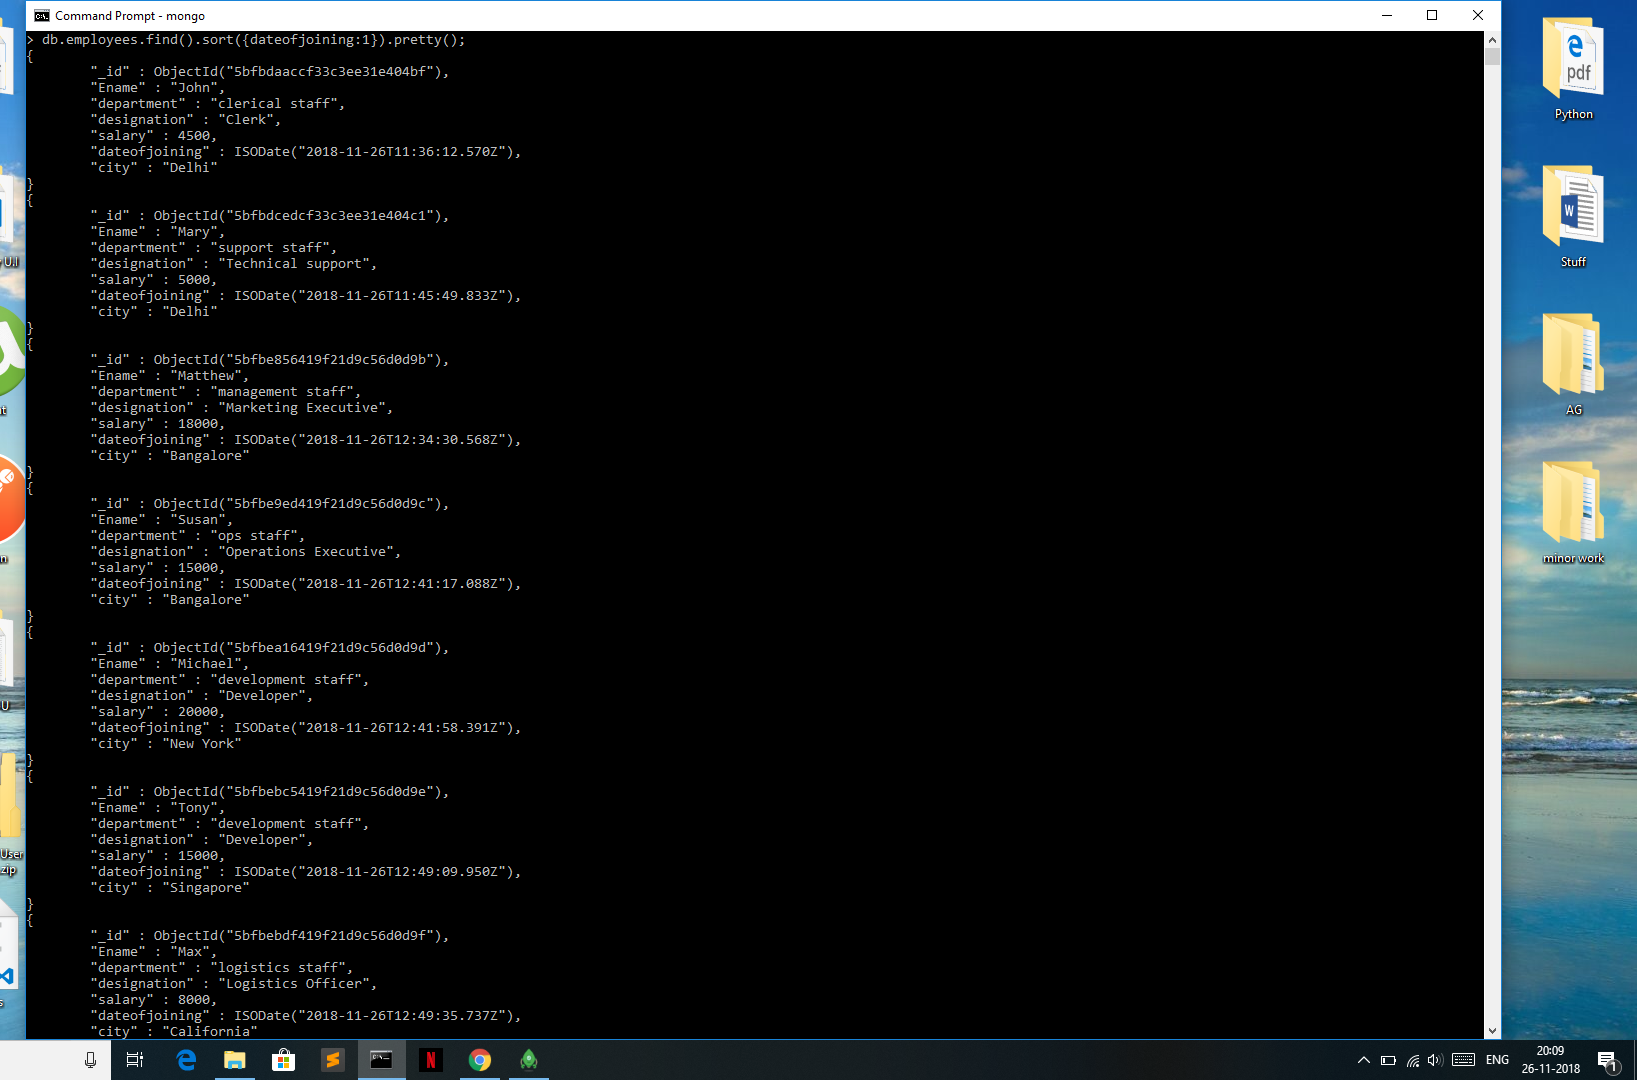 Command Prompt - mongo
> db.employees.find().sort({dateofjoining:1}).pretty();
{
"_id" : ObjectId("5bfbdaaccf33c3ee31e404bf"),
"Ename" : "John",
"department" : "clerical staff",
"designation" : "Clerk",
"salary" : 4500,
"dateofjoining" : ISODate("2018-11-26T11:36:12.570Z"),
"city" : "Delhi"
}
{
"_id" : ObjectId("5bfbdcedcf33c3ee31e404c1"),
"Ename" : "Mary",
"department" : "support staff",
"designation" : "Technical support",
"salary" : 5000,
"dateofjoining" : ISODate("2018-11-26T11:45:49.833Z"),
"city" : "Delhi"
}
{
"_id" : ObjectId("5bfbe856419f21d9c56d0d9b"),
"Ename" : "Matthew",
"department" : "management staff",
"designation" : "Marketing Executive",
"salary" : 18000,
"dateofjoining" : ISODate("2018-11-26T12:34:30.568Z"),
"city" : "Bangalore"
}
{
"_id" : ObjectId("5bfbe9ed419f21d9c56d0d9c"),
"Ename" : "Susan",
"department" : "ops staff",
"designation" : "Operations Executive",
"salary" : 15000,
"dateofjoining" : ISODate("2018-11-26T12:41:17.088Z"),
"city" : "Bangalore"
}
{
"_id" : ObjectId("5bfbea16419f21d9c56d0d9d"),
"Ename" : "Michael",
"department" : "development staff",
"designation" : "Developer",
"salary" : 20000,
"dateofjoining" : ISODate("2018-11-26T12:41:58.391Z"),
"city" : "New York"
}
{
"_id" : ObjectId("5bfbebc5419f21d9c56d0d9e"),
"Ename" : "Tony",
"department" : "development staff",
"designation" : "Developer",
"salary" : 15000,
"dateofjoining" : ISODate("2018-11-26T12:49:09.950Z"),
"city" : "Singapore"
}
{
"_id" : ObjectId("5bfbebdf419f21d9c56d0d9f"),
"Ename" : "Max",
"department" : "logistics staff",
"designation" : "Logistics Officer",
"salary" : 8000,
"dateofjoining" : ISODate("2018-11-26T12:49:35.737Z"),
"city" : "California"
pdf
Python
W
Stuff
AG
minor work
U.I
U
User
zip
N
ENG
20:09
26-11-2018
1